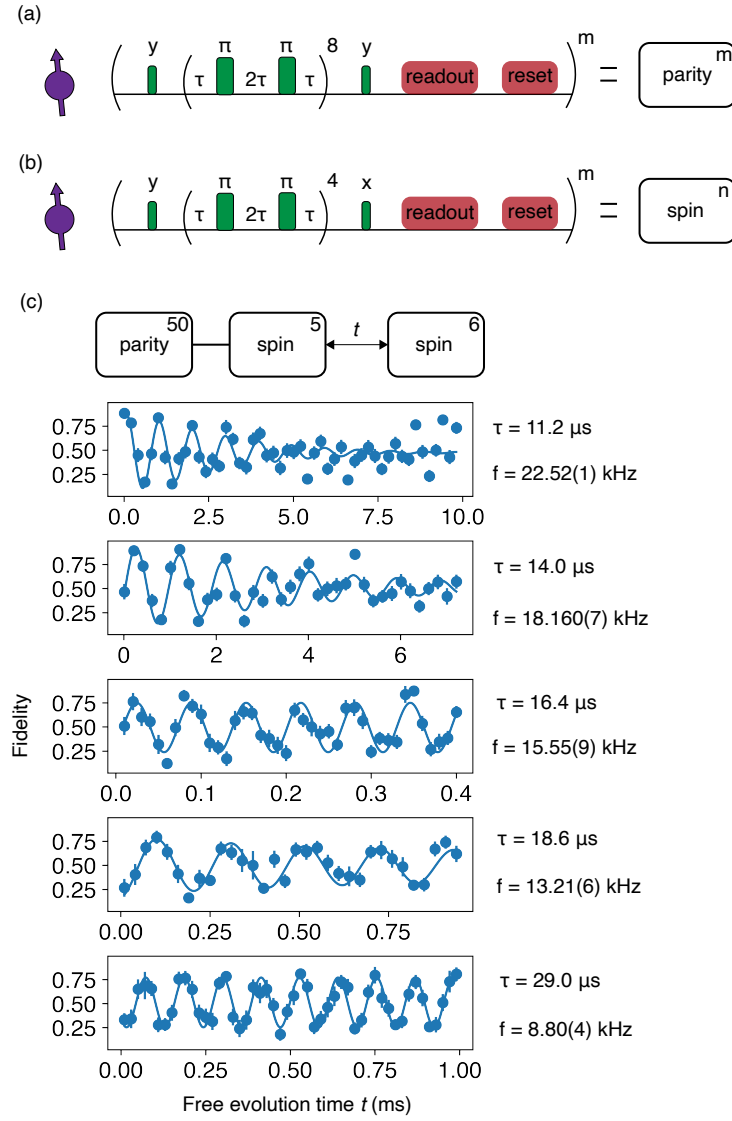 (a)
y π π 8 y m
( τ 2τ τ ) readout reset = parity m
(b)
y π π 4 x m
( τ 2τ τ ) readout reset = spin n
(c)
parity 50 spin 5 t spin 6
0.75
0.50
0.25
0.0 2.5 5.0 7.5 10.0
τ = 11.2 μs
f = 22.52(1) kHz
0.75
0.50
0.25
0 2 4 6
τ = 14.0 μs
f = 18.160(7) kHz
Fidelity
0.75
0.50
0.25
0.0 0.1 0.2 0.3 0.4
τ = 16.4 μs
f = 15.55(9) kHz
0.75
0.50
0.25
0.00 0.25 0.50 0.75
τ = 18.6 μs
f = 13.21(6) kHz
0.75
0.50
0.25
0.00 0.25 0.50 0.75 1.00
τ = 29.0 μs
f = 8.80(4) kHz
Free evolution time t (ms)